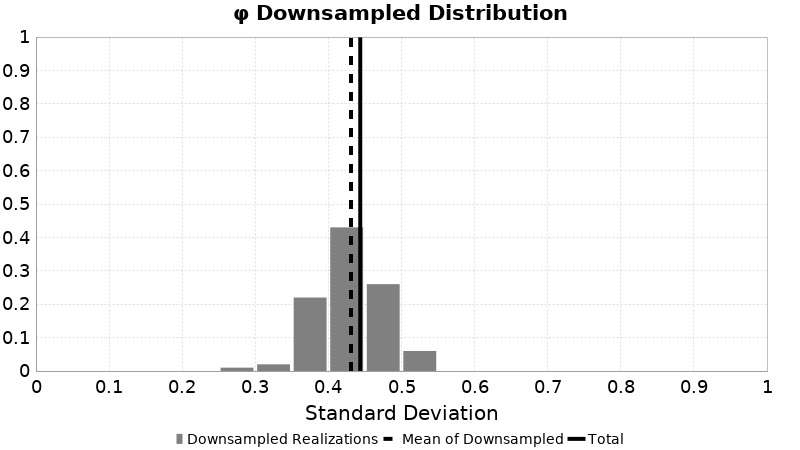 φ Downsampled Distribution
1
0.9
0.8
0.7
0.6
0.5
0.4
0.3
0.2
0.1
0
0 0.1 0.2 0.3 0.4 0.5 0.6 0.7 0.8 0.9 1
Standard Deviation
Downsampled Realizations Mean of Downsampled Total